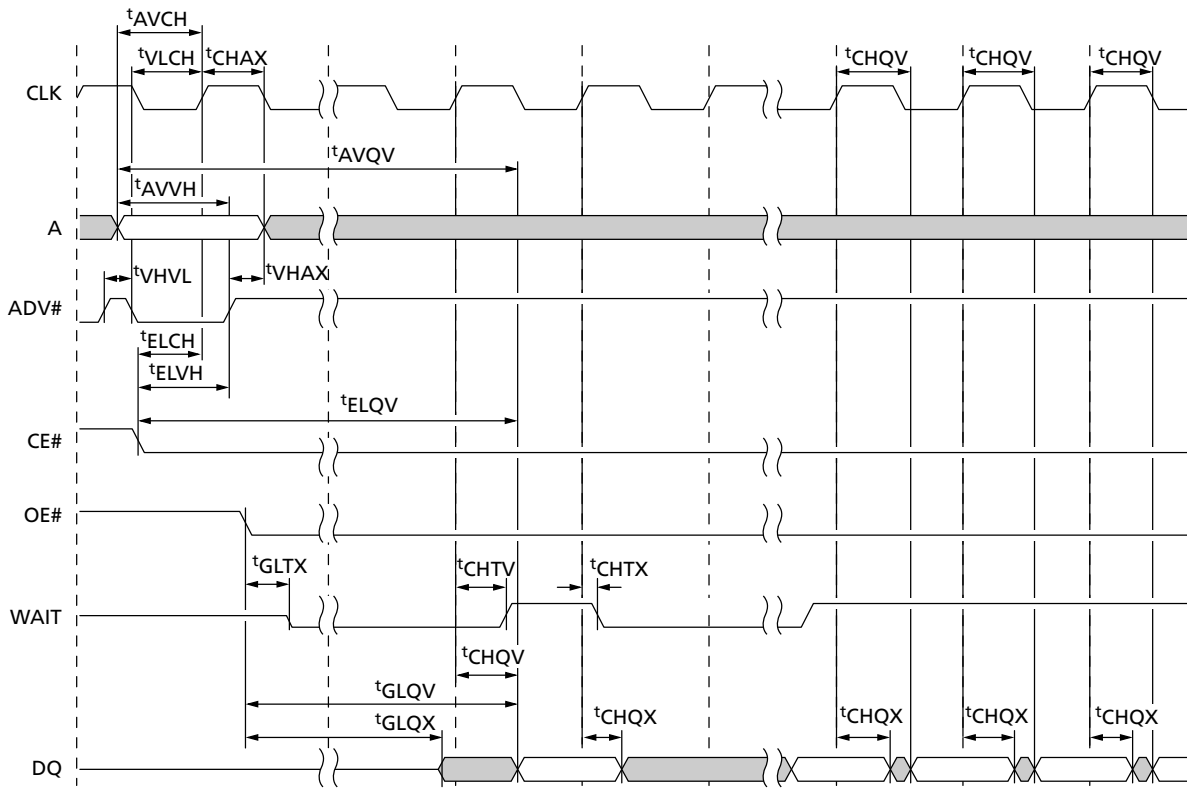 tAVCH
tVLCH tCHAX tCHQV tCHQV tCHQV
CLK
tAVQV
tAVVH
A
tVHVL tVHAX
ADV#
tELCH
tELVH
tELQV
CE#
OE#
tGLTX tCHTV tCHTX
WAIT
tCHQV
tGLQV
tGLQX tCHQX tCHQX tCHQX tCHQX
DQ